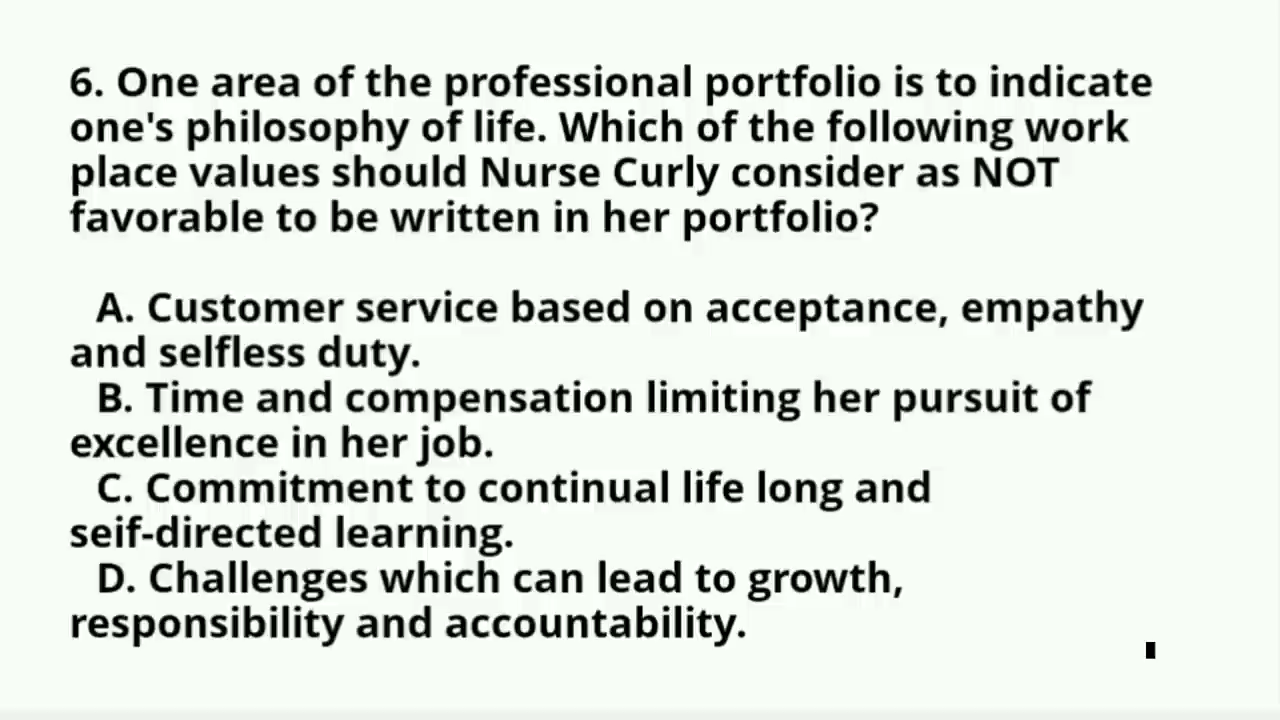 6. One area of the professional portfolio is to indicate
one's philosophy of life. Which of the following work
place values should Nurse Curly consider as NOT
favorable to be written in her portfolio?
A. Customer service based on acceptance, empathy
and selfless duty.
B. Time and compensation limiting her pursuit of
excellence in her job.
C. Commitment to continual life long and
seif-directed learning.
D. Challenges which can lead to growth,
responsibility and accountability.